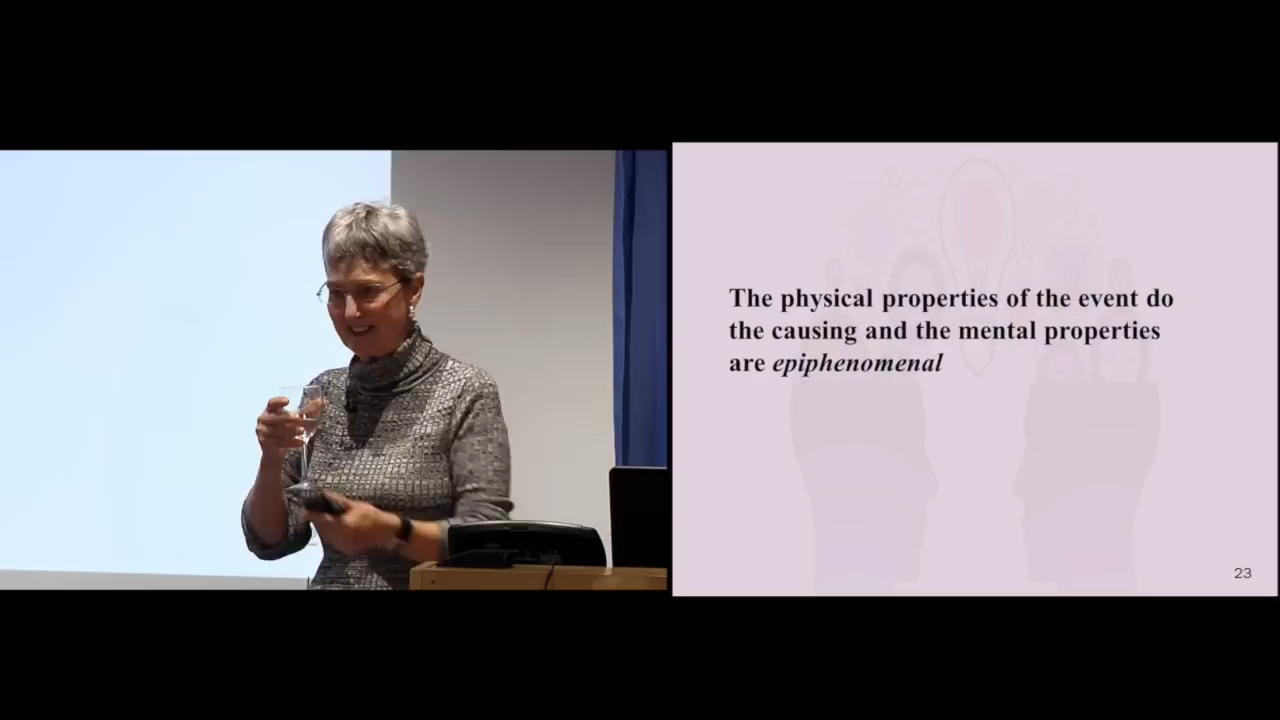 The physical properties of the event do
the causing and the mental properties
are epiphenomenal
23